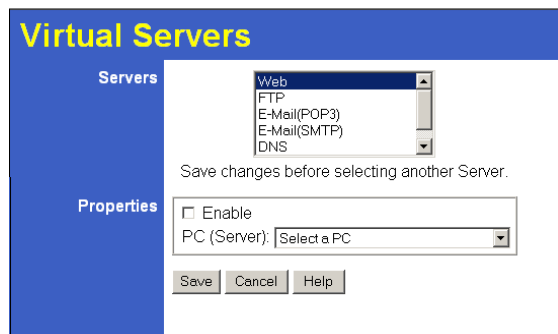 Virtual Servers
Servers
Web
FTP
E-Mail(POP3)
E-Mail(SMTP)
DNS
Save changes before selecting another Server.
Properties
Enable
PC (Server): Select a PC
Save Cancel Help